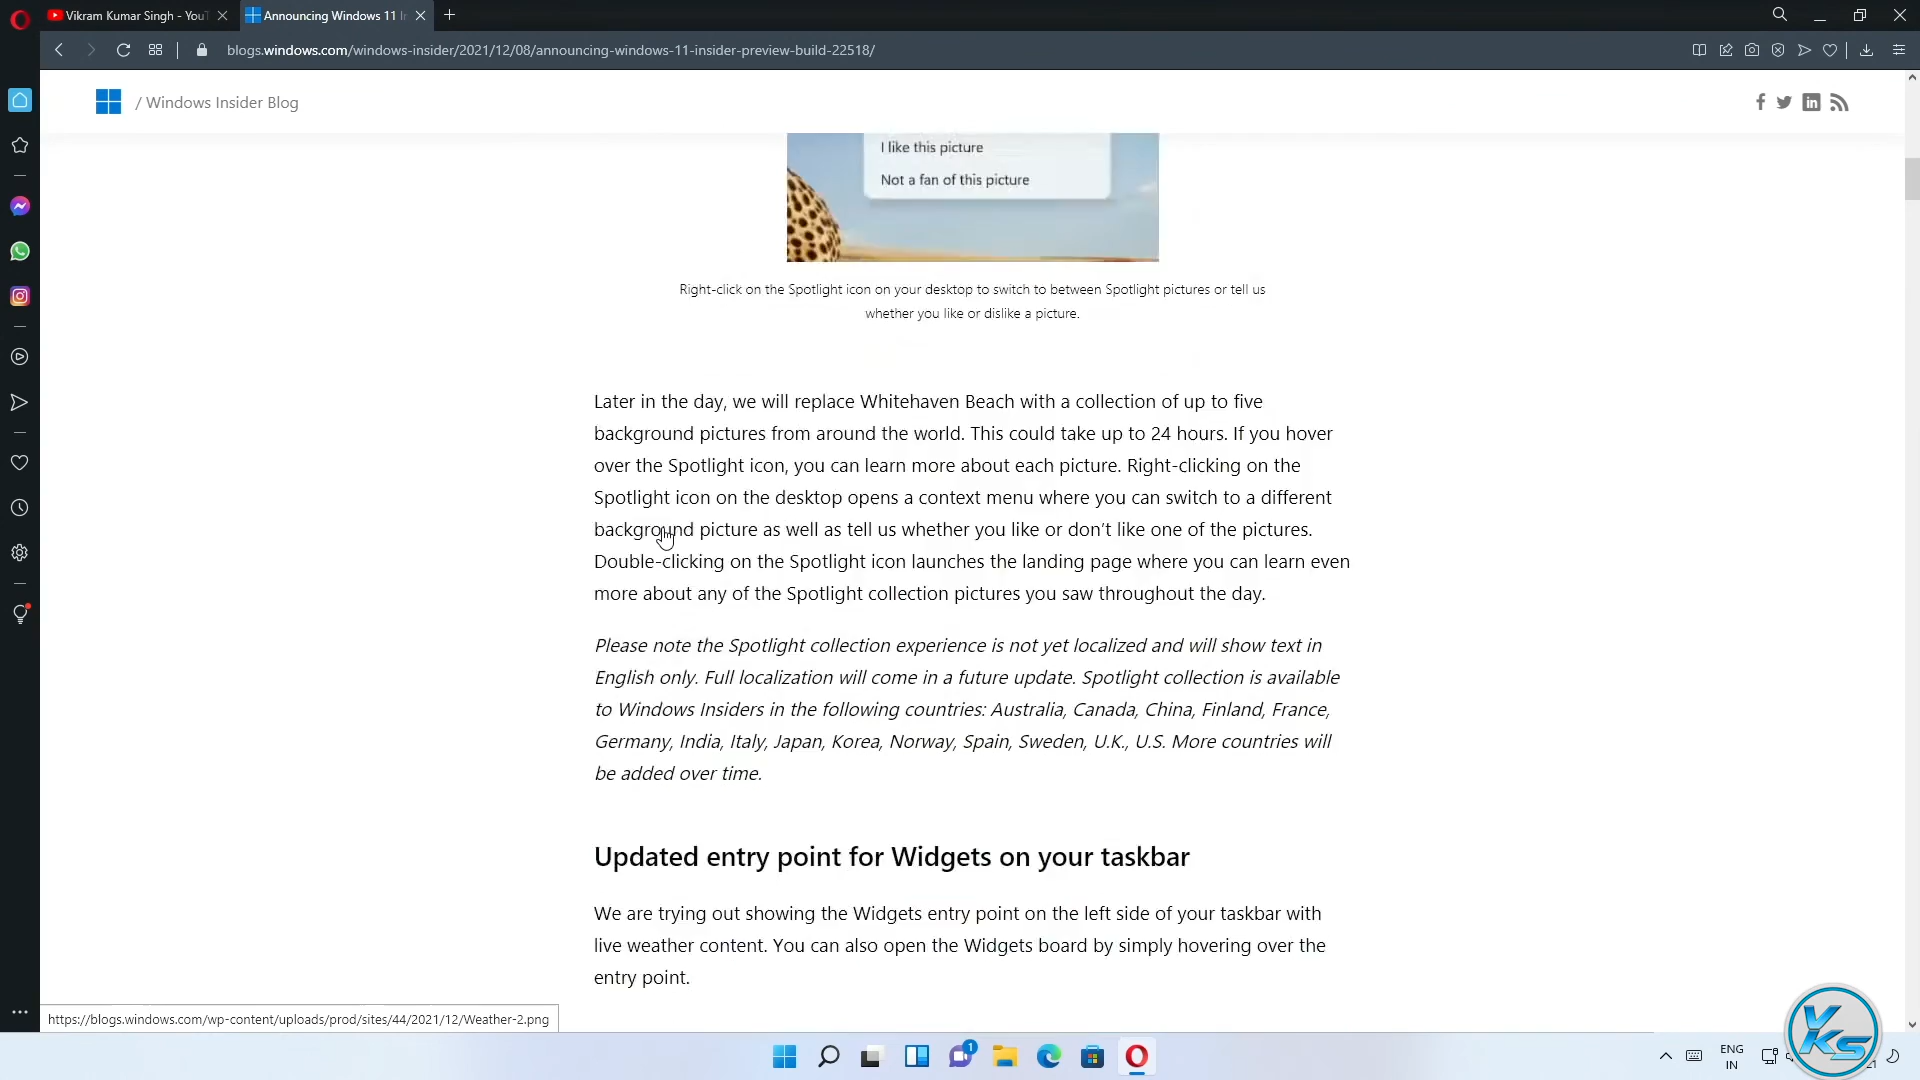 Vikram Kumar Singh - YouT
Announcing Windows 11 I
blogs.windows.com/windows-insider/2021/12/08/announcing-windows-11-insider-preview-build-22518/
/ Windows Insider Blog
I like this picture
Not a fan of this picture
Right-click on the Spotlight icon on your desktop to switch to between Spotlight pictures or tell us
whether you like or dislike a picture.
Later in the day, we will replace Whitehaven Beach with a collection of up to five
background pictures from around the world. This could take up to 24 hours. If you hover
over the Spotlight icon, you can learn more about each picture. Right-clicking on the
Spotlight icon on the desktop opens a context menu where you can switch to a different
background picture as well as tell us whether you like or don’t like one of the pictures.
Double-clicking on the Spotlight icon launches the landing page where you can learn even
more about any of the Spotlight collection pictures you saw throughout the day.
Please note the Spotlight collection experience is not yet localized and will show text in
English only. Full localization will come in a future update. Spotlight collection is available
to Windows Insiders in the following countries: Australia, Canada, China, Finland, France,
Germany, India, Italy, Japan, Korea, Norway, Spain, Sweden, U.K., U.S. More countries will
be added over time.
Updated entry point for Widgets on your taskbar
We are trying out showing the Widgets entry point on the left side of your taskbar with
live weather content. You can also open the Widgets board by simply hovering over the
entry point.
https://blogs.windows.com/wp-content/uploads/prod/sites/44/2021/12/Weather-2.png
1
ENG
IN
VKS